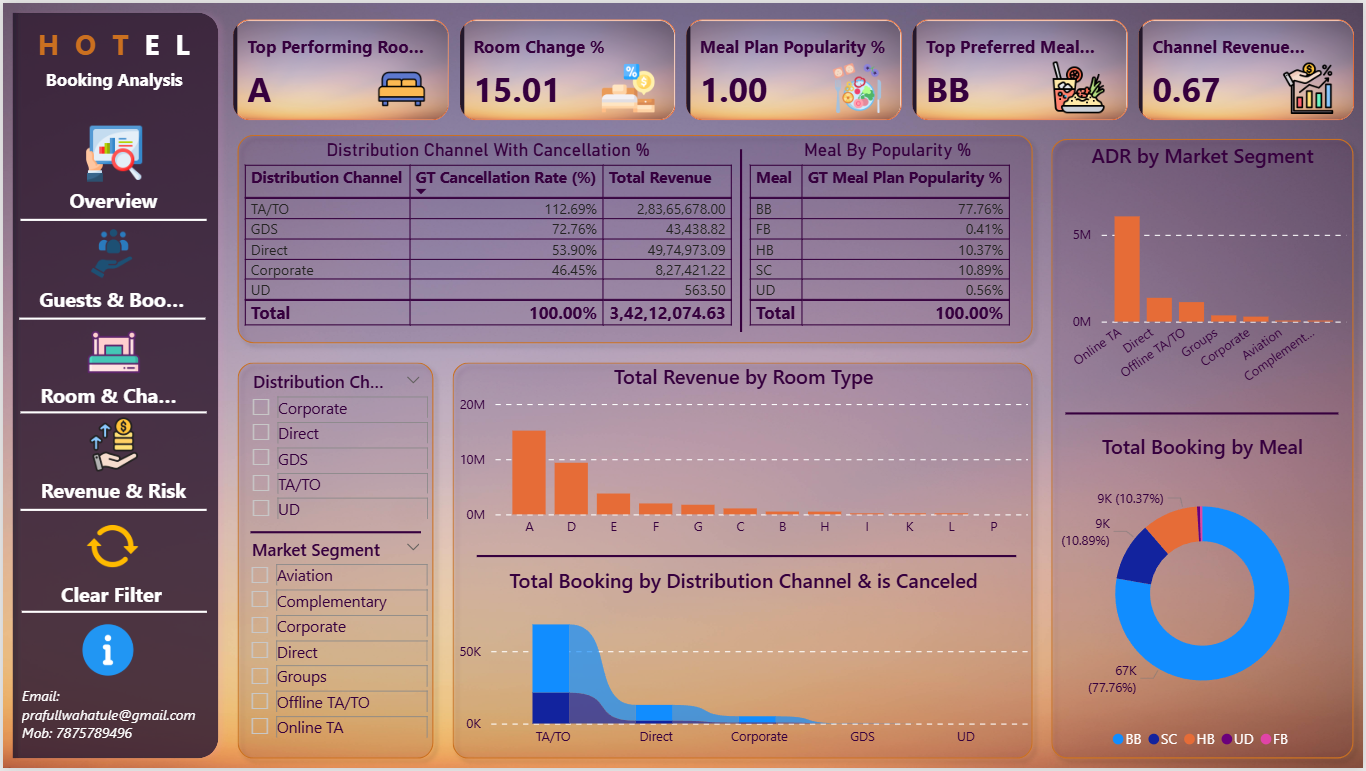 HOTEL
Booking Analysis
Overview
Guests & Boo...
Room & Cha...
Revenue & Risk
Clear Filter
Email:
prafullwahatule@gmail.com
Mob: 7875789496
Top Performing Roo...
A
Room Change %
15.01
Meal Plan Popularity %
1.00
Top Preferred Meal...
BB
Channel Revenue...
0.67
Distribution Channel With Cancellation %
Distribution Channel GT Cancellation Rate (%) Total Revenue
TA/TO 112.69% 2,83,65,678.00
GDS 72.76% 43,438.82
Direct 53.90% 49,74,973.09
Corporate 46.45% 8,27,421.22
UD 563.50
Total 100.00% 3,42,12,074.63
Meal By Popularity %
Meal GT Meal Plan Popularity %
BB 77.76%
FB 0.41%
HB 10.37%
SC 10.89%
UD 0.56%
Total 100.00%
ADR by Market Segment
5M
0M
Online TA
Direct
Offline TA/TO
Groups
Corporate
Aviation
Complement...
Distribution Ch...
Corporate
Direct
GDS
TA/TO
UD
Market Segment
Aviation
Complementary
Corporate
Direct
Groups
Offline TA/TO
Online TA
Total Revenue by Room Type
20M
10M
0M
A D E F G C B H I K L P
Total Booking by Distribution Channel & is Canceled
50K
0K
TA/TO Direct Corporate GDS UD
Total Booking by Meal
9K (10.37%)
9K
(10.89%)
67K
(77.76%)
BB SC HB UD FB